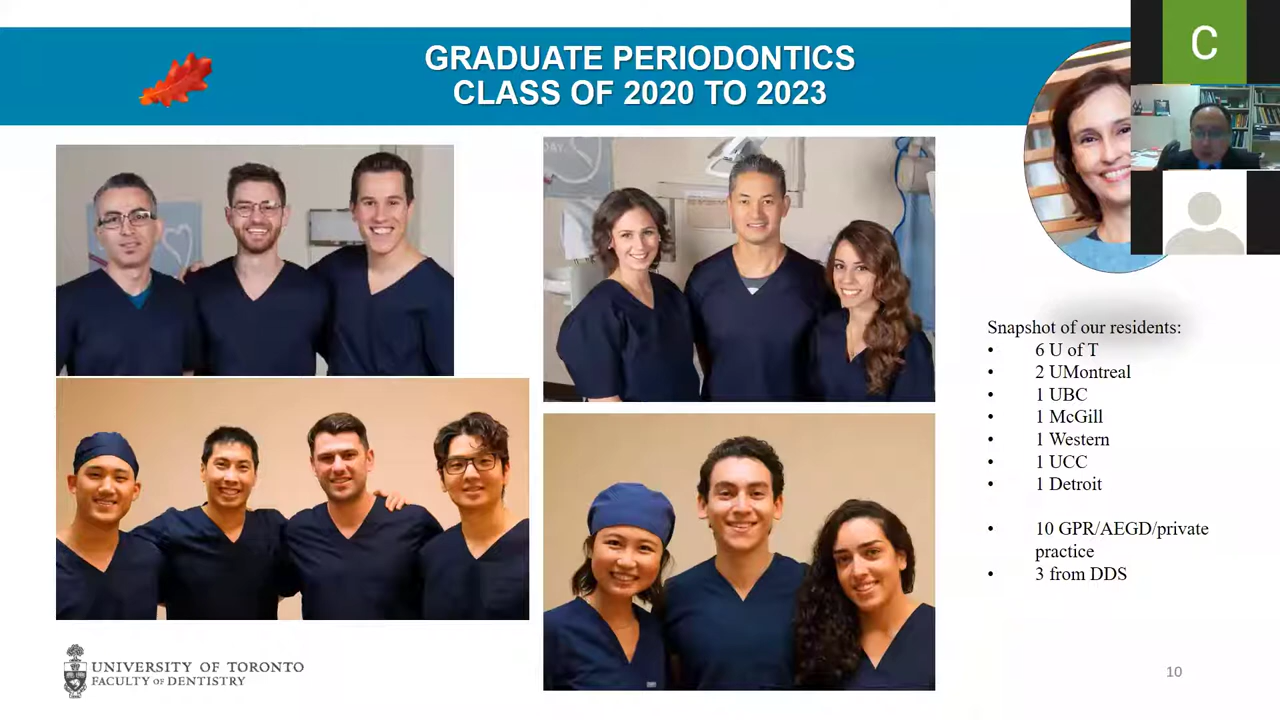 GRADUATE PERIODONTICS
CLASS OF 2020 TO 2023
C
Snapshot of our residents:
• 6 U of T
• 2 UMontreal
• 1 UBC
• 1 McGill
• 1 Western
• 1 UCC
• 1 Detroit
• 10 GPR/AEGD/private
practice
• 3 from DDS
UNIVERSITY OF TORONTO
FACULTY OF DENTISTRY
10